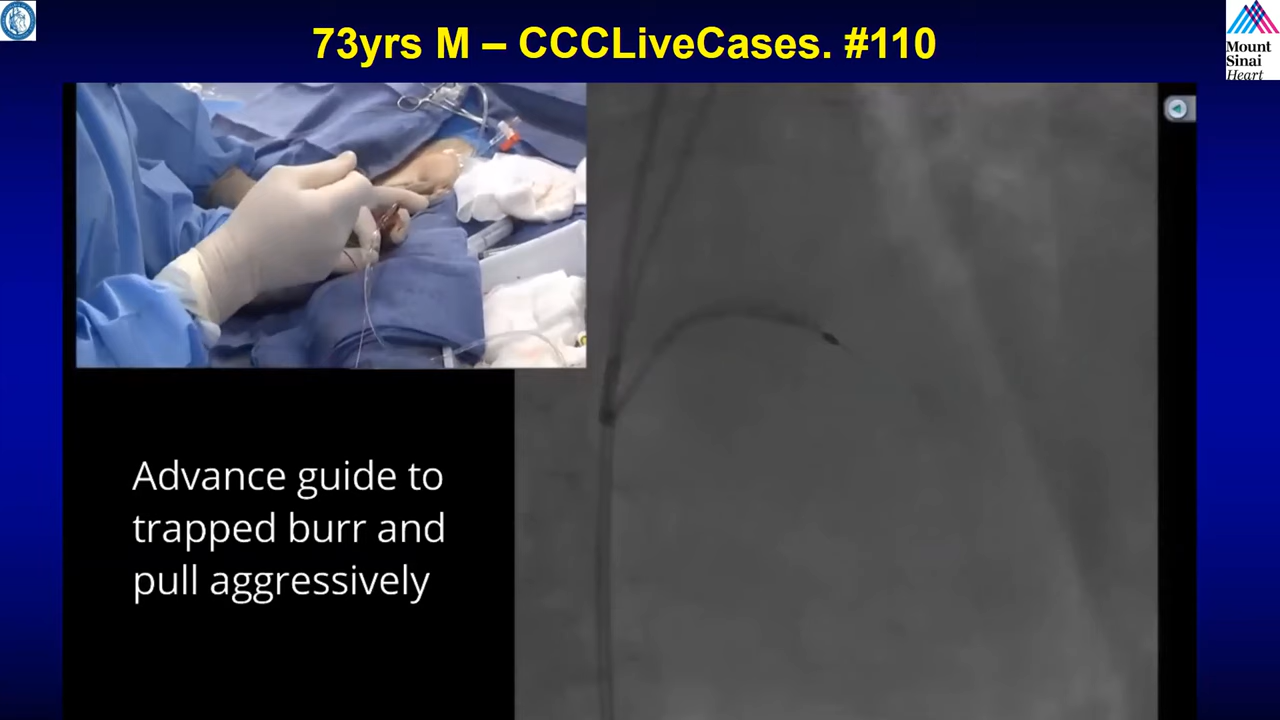 73yrs M – CCCLiveCases. #110
Mount
Sinai
Heart
Advance guide to
trapped burr and
pull aggressively